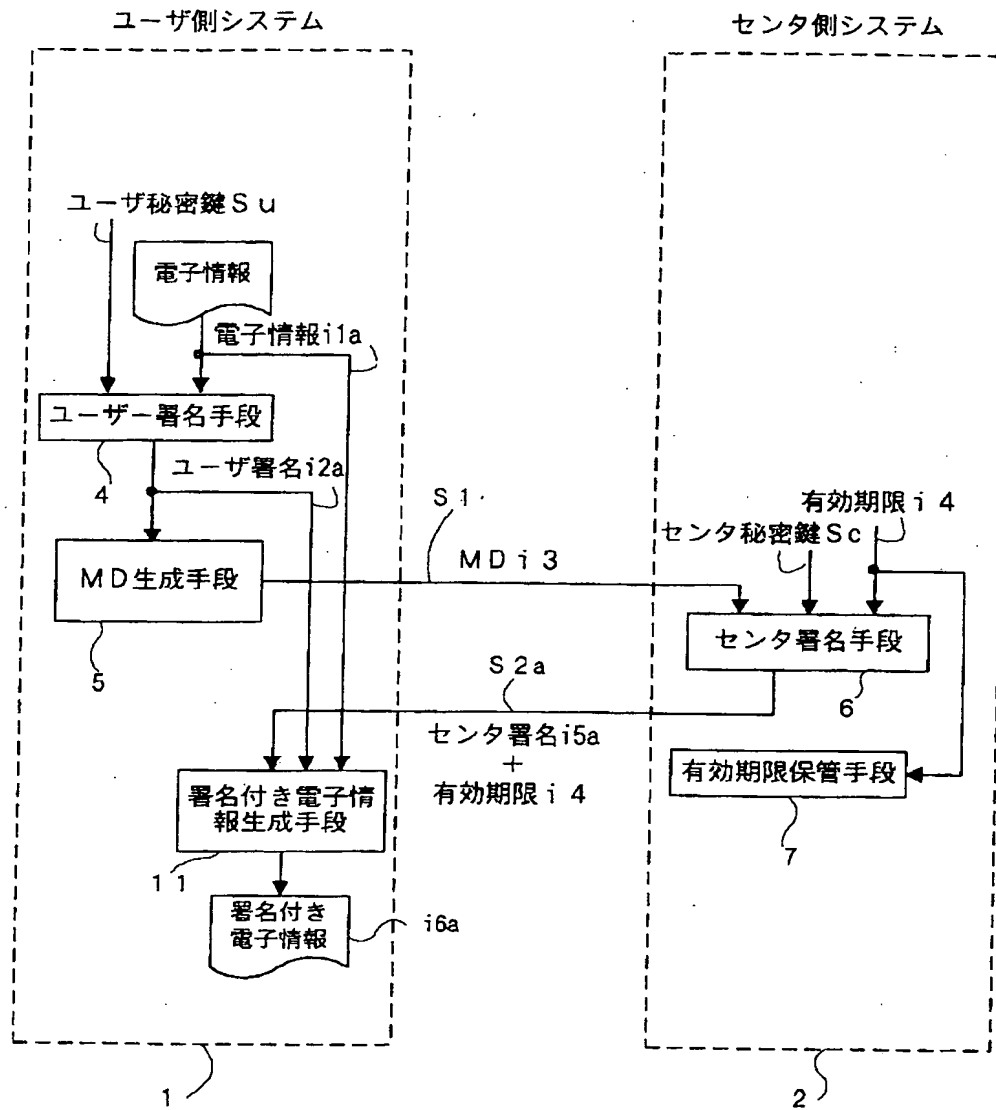 ユーザ側システム
センタ側システム
ユーザ秘密鍵Ｓｕ
電子情報
電子情報i1a
ユーザー署名手段
4
ユーザ署名i2a
Ｓ１
有効期限ｉ４
センタ秘密鍵Sc
ＭＤ生成手段
ＭＤｉ３
5
センタ署名手段
6
Ｓ２a
センタ署名i5a
＋
有効期限ｉ４
署名付き電子情
報生成手段
１１
有効期限保管手段
7
署名付き
電子情報
i6a
1
2